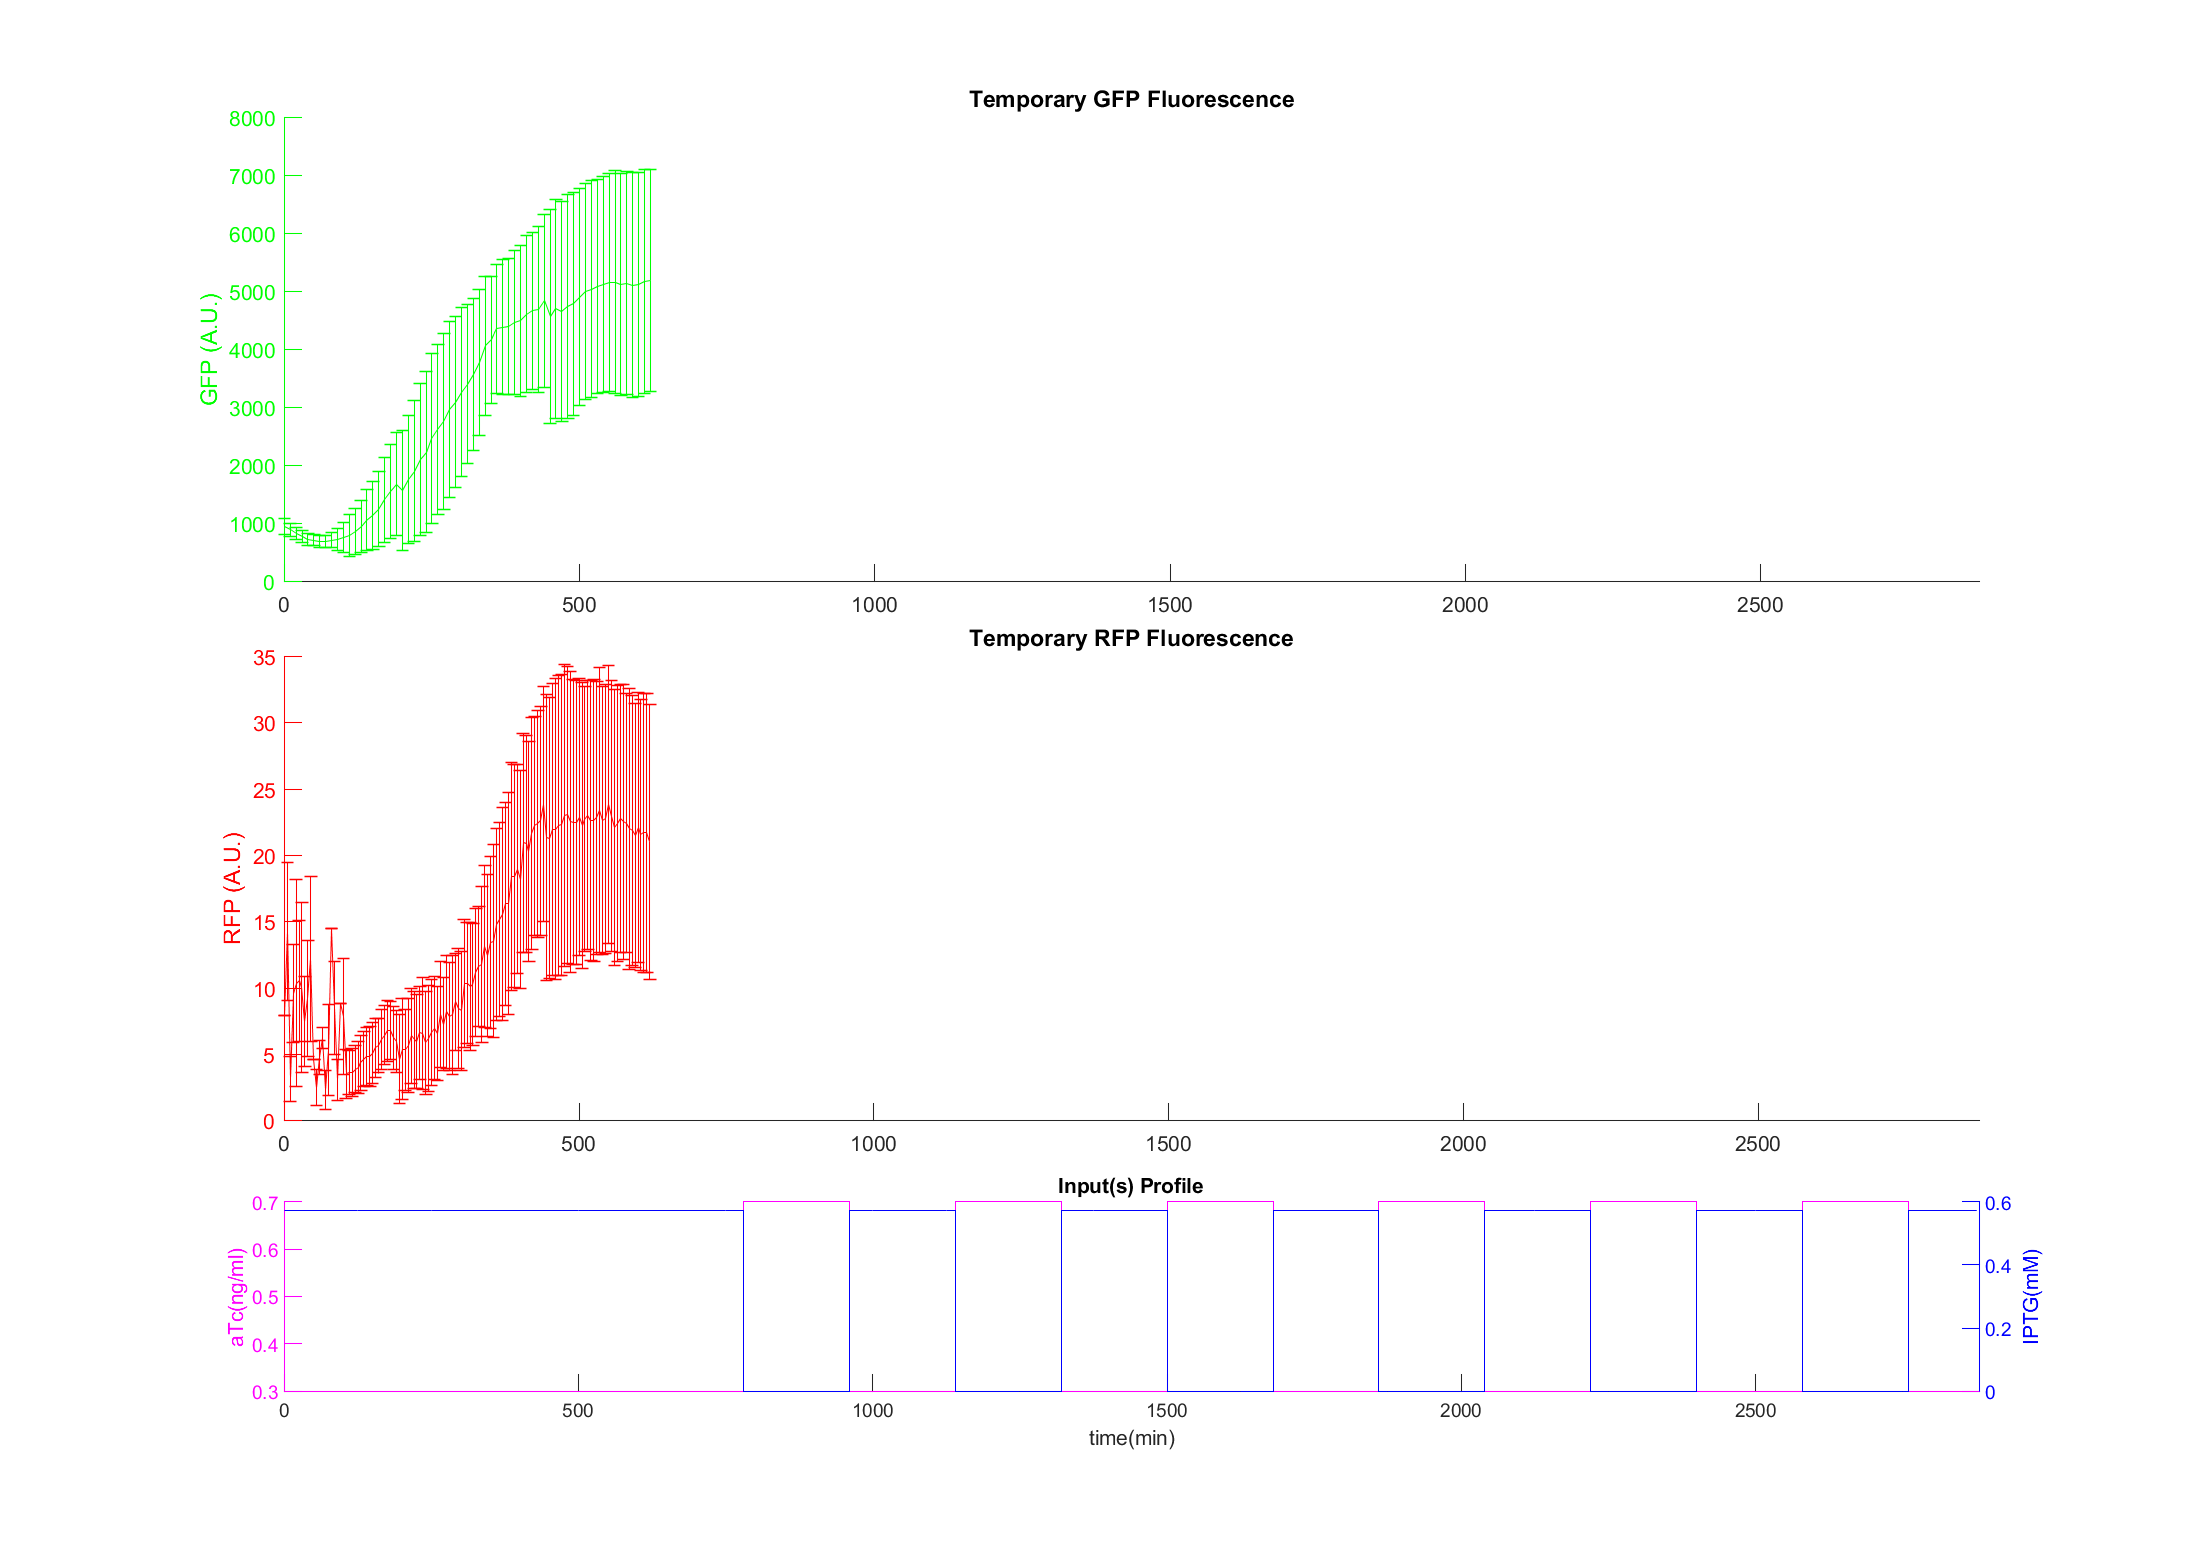 Temporary GFP Fluorescence
8000
7000
6000
5000
4000
3000
2000
1000
0
GFP (A.U.)
0 500 1000 1500 2000 2500
Temporary RFP Fluorescence
35
30
25
20
15
10
5
0
RFP (A.U.)
0 500 1000 1500 2000 2500
Input(s) Profile
0.7
0.6
0.5
0.4
0.3
aTc(ng/ml)
0.6
0.4
0.2
0
IPTG(mM)
0 500 1000 1500 2000 2500
time(min)